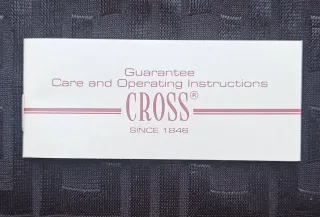 Guarantee
Care and Operating Instructions
CROSS®
SINCE 1846